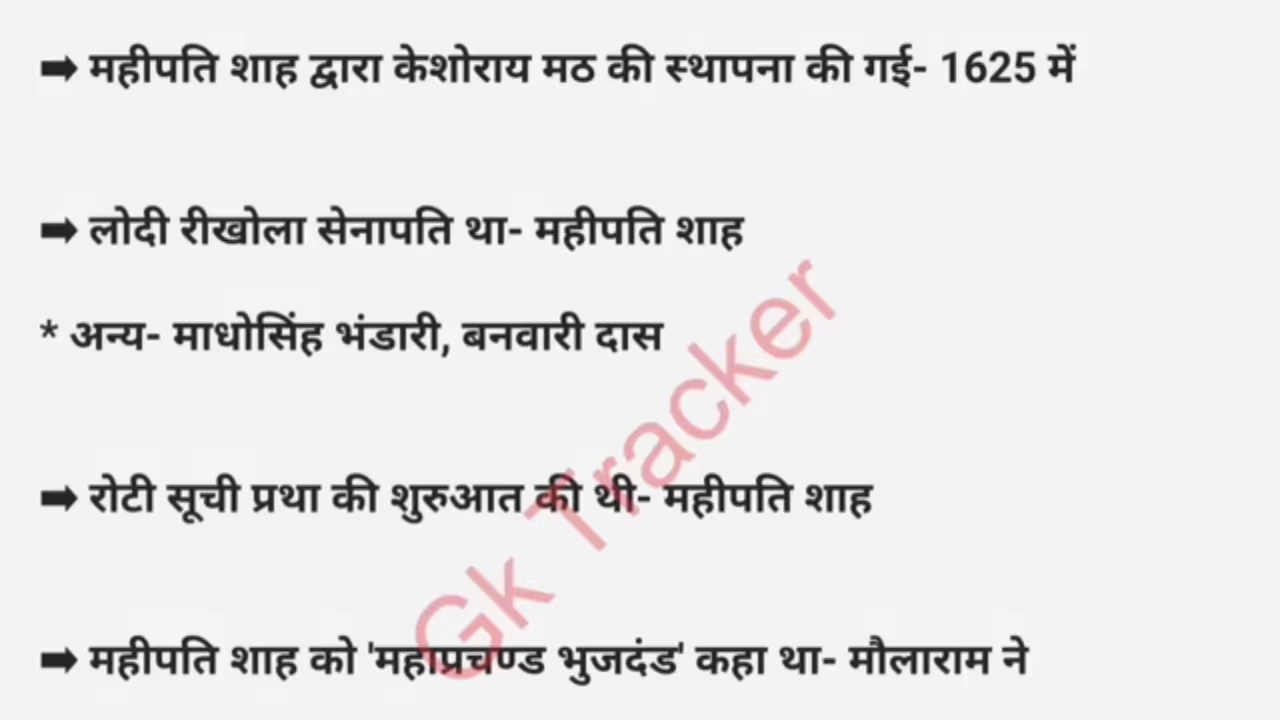 ➡ महीपति शाह द्वारा केशोराय मठ की स्थापना की गई- 1625 में
➡ लोदी रीखोला सेनापति था- महीपति शाह
* अन्य- माधोसिंह भंडारी, बनवारी दास
➡ रोटी सूची प्रथा की शुरुआत की थी- महीपति शाह
➡ महीपति शाह को 'महाप्रचण्ड भुजदंड' कहा था- मौलाराम ने
Gk Tracker